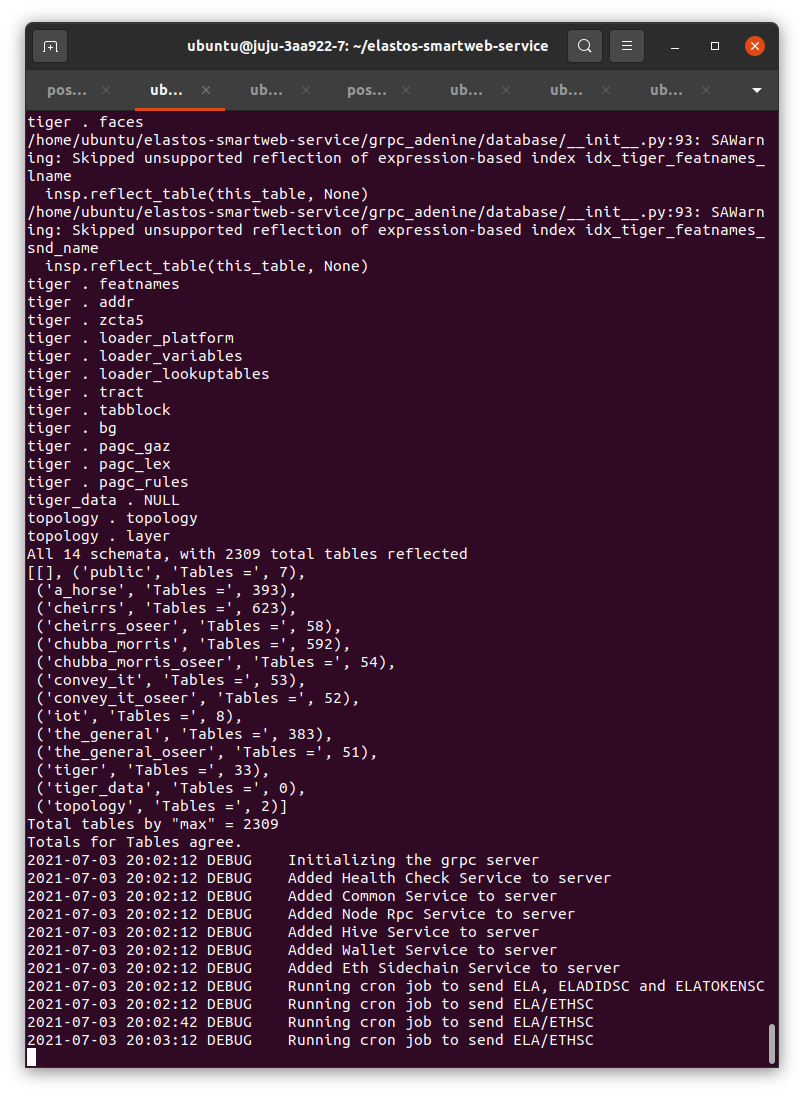 ubuntu@juju-3aa922-7: ~/elastos-smartweb-service
pos... ub... ub... pos... ub... ub... ub...
tiger . faces
/home/ubuntu/elastos-smartweb-service/grpc_adenine/database/__init__.py:93: SAWarn
ing: Skipped unsupported reflection of expression-based index idx_tiger_featnames_
lname
  insp.reflect_table(this_table, None)
/home/ubuntu/elastos-smartweb-service/grpc_adenine/database/__init__.py:93: SAWarn
ing: Skipped unsupported reflection of expression-based index idx_tiger_featnames_
snd_name
  insp.reflect_table(this_table, None)
tiger . featnames
tiger . addr
tiger . zcta5
tiger . loader_platform
tiger . loader_variables
tiger . loader_lookuptables
tiger . tract
tiger . tabblock
tiger . bg
tiger . pagc_gaz
tiger . pagc_lex
tiger . pagc_rules
tiger_data . NULL
topology . topology
topology . layer
All 14 schemata, with 2309 total tables reflected
[[], ('public', 'Tables =', 7),
 ('a_horse', 'Tables =', 393),
 ('cheirrs', 'Tables =', 623),
 ('cheirrs_oseer', 'Tables =', 58),
 ('chubba_morris', 'Tables =', 592),
 ('chubba_morris_oseer', 'Tables =', 54),
 ('convey_it', 'Tables =', 53),
 ('convey_it_oseer', 'Tables =', 52),
 ('iot', 'Tables =', 8),
 ('the_general', 'Tables =', 383),
 ('the_general_oseer', 'Tables =', 51),
 ('tiger', 'Tables =', 33),
 ('tiger_data', 'Tables =', 0),
 ('topology', 'Tables =', 2)]
Total tables by "max" = 2309
Totals for Tables agree.
2021-07-03 20:02:12 DEBUG    Initializing the grpc server
2021-07-03 20:02:12 DEBUG    Added Health Check Service to server
2021-07-03 20:02:12 DEBUG    Added Common Service to server
2021-07-03 20:02:12 DEBUG    Added Node Rpc Service to server
2021-07-03 20:02:12 DEBUG    Added Hive Service to server
2021-07-03 20:02:12 DEBUG    Added Wallet Service to server
2021-07-03 20:02:12 DEBUG    Added Eth Sidechain Service to server
2021-07-03 20:02:12 DEBUG    Running cron job to send ELA, ELADIDSC and ELATOKENSC
2021-07-03 20:02:12 DEBUG    Running cron job to send ELA/ETHSC
2021-07-03 20:02:42 DEBUG    Running cron job to send ELA/ETHSC
2021-07-03 20:03:12 DEBUG    Running cron job to send ELA/ETHSC